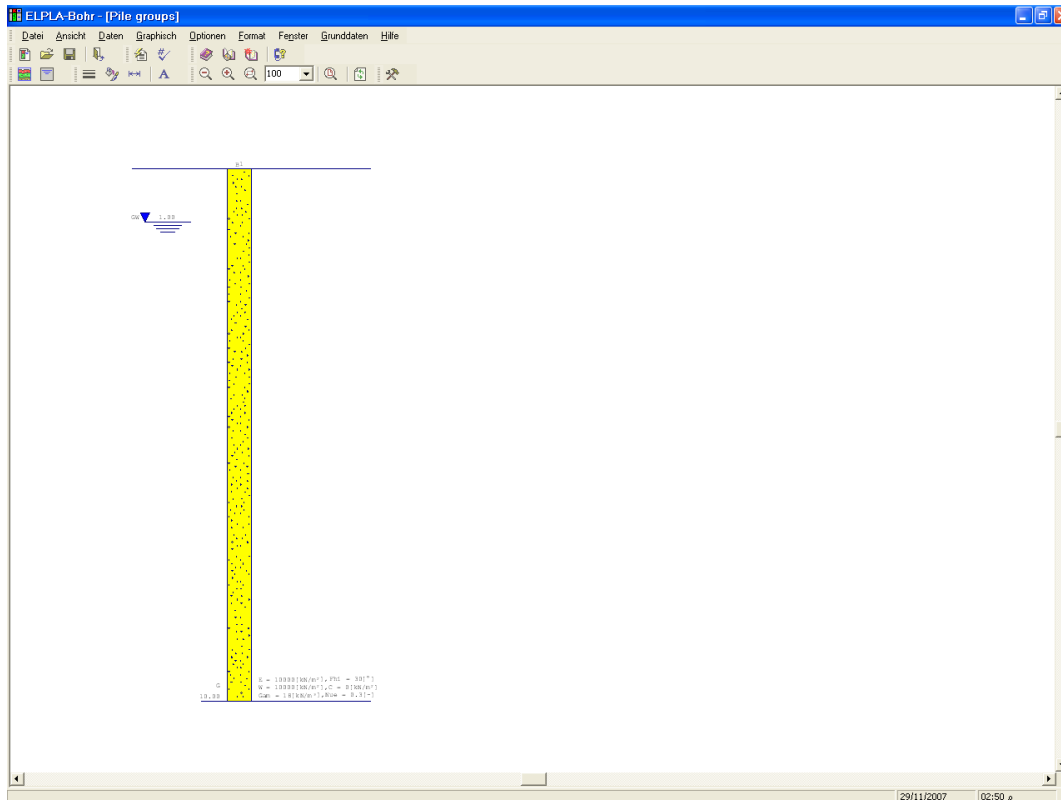 ELPLA-Bohr - [Pile groups]
Datei Ansicht Daten Graphisch Optionen Format Fenster Grunddaten Hilfe
A 100
B1
GW 1.00
G
10.00
E = 10000[kN/m²],Phi = 30[°]
W = 10000[kN/m²],C = 0[kN/m²]
Gam = 18[kN/m³],Nue = 0.3[-]
29/11/2007 02:50 م